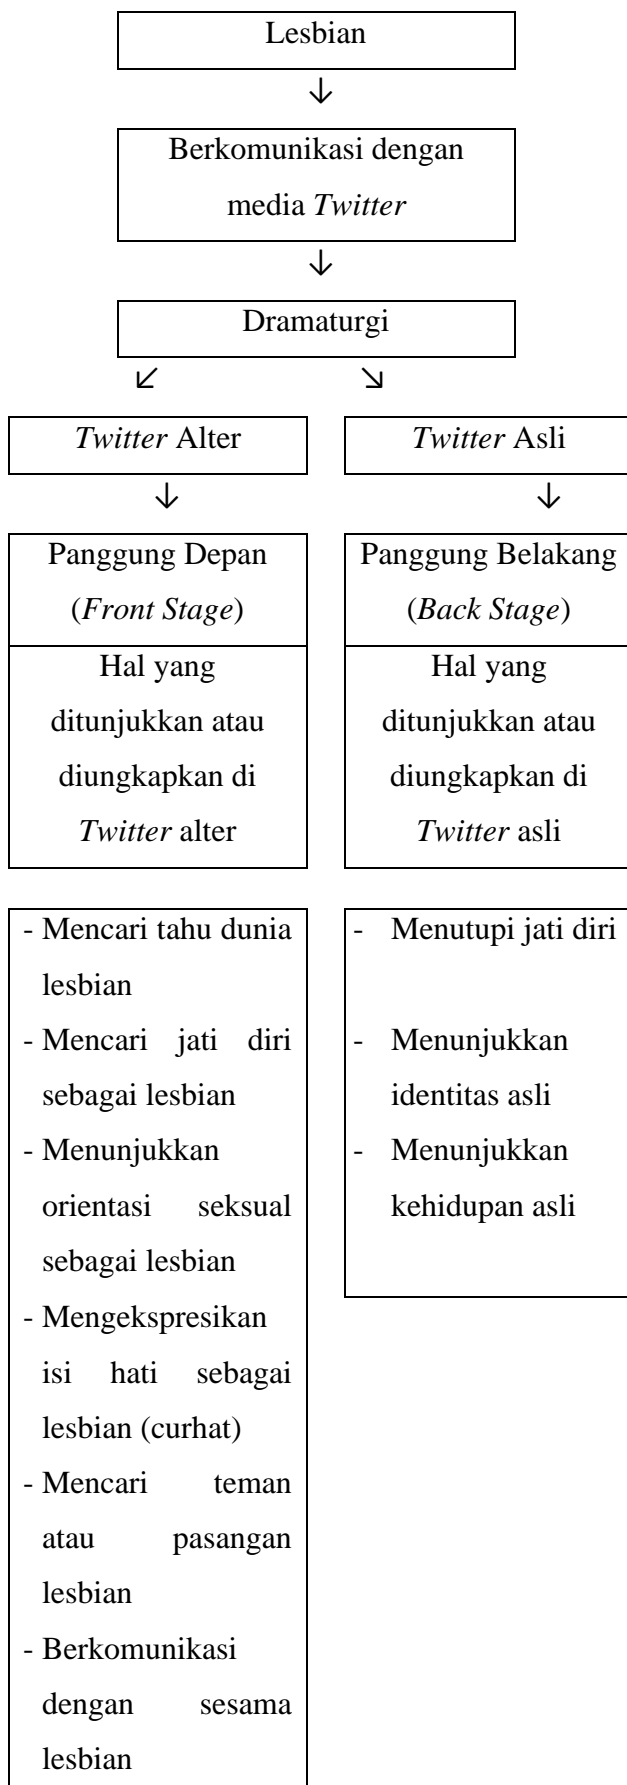 Lesbian
↓
Berkomunikasi dengan
media Twitter
↓
Dramaturgi
↙ ↘
Twitter Alter
Twitter Asli
↓ ↓
Panggung Depan
(Front Stage)
Hal yang
ditunjukkan atau
diungkapkan di
Twitter alter
Panggung Belakang
(Back Stage)
Hal yang
ditunjukkan atau
diungkapkan di
Twitter asli
- Mencari tahu dunia
lesbian
- Mencari jati diri
sebagai lesbian
- Menunjukkan
orientasi seksual
sebagai lesbian
- Mengekspresikan
isi hati sebagai
lesbian (curhat)
- Mencari teman
atau pasangan
lesbian
- Berkomunikasi
dengan sesama
lesbian
- Menutupi jati diri
- Menunjukkan
identitas asli
- Menunjukkan
kehidupan asli